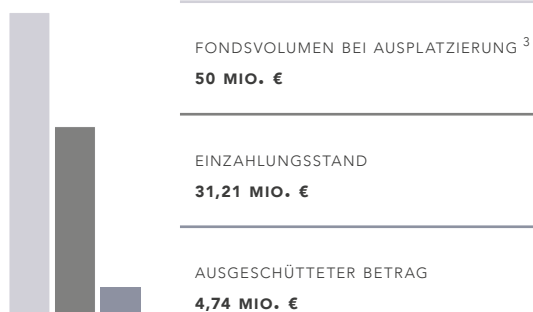 FONDSVOLUMEN BEI AUSPLATZIERUNG 3
50 MIO. €
EINZAHLUNGSSTAND
31,21 MIO. €
AUSGESCHÜTTETER BETRAG
4,74 MIO. €